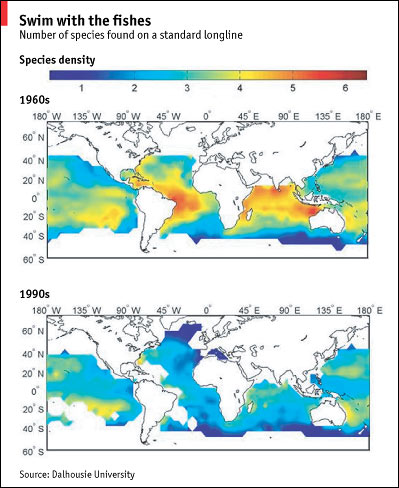 Swim with the fishes
Number of species found on a standard longline
Species density
1 2 3 4 5 6
1960s
180° W 135° W 90° W 45° W 0° 45° E 90° E 135° E 180° E
60° N
40° N
20° N
0°
20° S
40° S
60° S
1990s
180° W 135° W 90° W 45° W 0° 45° E 90° E 135° E 180° E
60° N
40° N
20° N
0°
20° S
40° S
60° S
Source: Dalhousie University